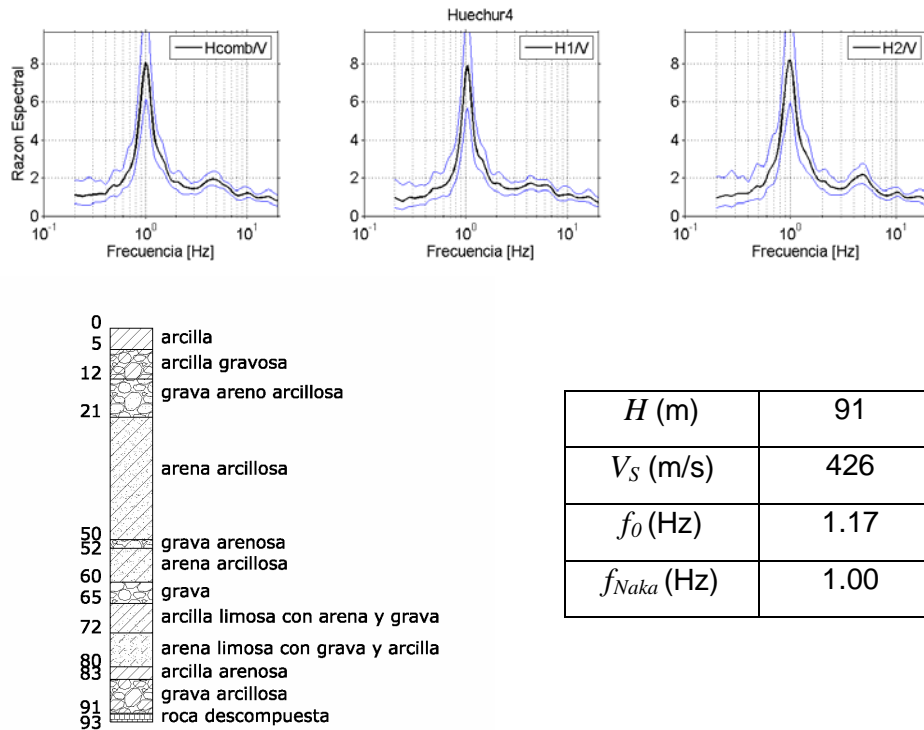 Huechur4
Razon Espectral
8
6
4
2
0
Hcomb/V
10^-1
10^0
10^1
Frecuencia [Hz]
8
6
4
2
0
H1/V
10^-1
10^0
10^1
Frecuencia [Hz]
8
6
4
2
0
H2/V
10^-1
10^0
10^1
Frecuencia [Hz]
0
arcilla
5
arcilla gravosa
12
grava areno arcillosa
21
arena arcillosa
50
grava arenosa
52
arena arcillosa
60
grava
65
arcilla limosa con arena y grava
72
arena limosa con grava y arcilla
80
83
arcilla arenosa
grava arcillosa
91
roca descompuesta
93
H (m) 91
VS (m/s) 426
f0 (Hz) 1.17
fNaka (Hz) 1.00